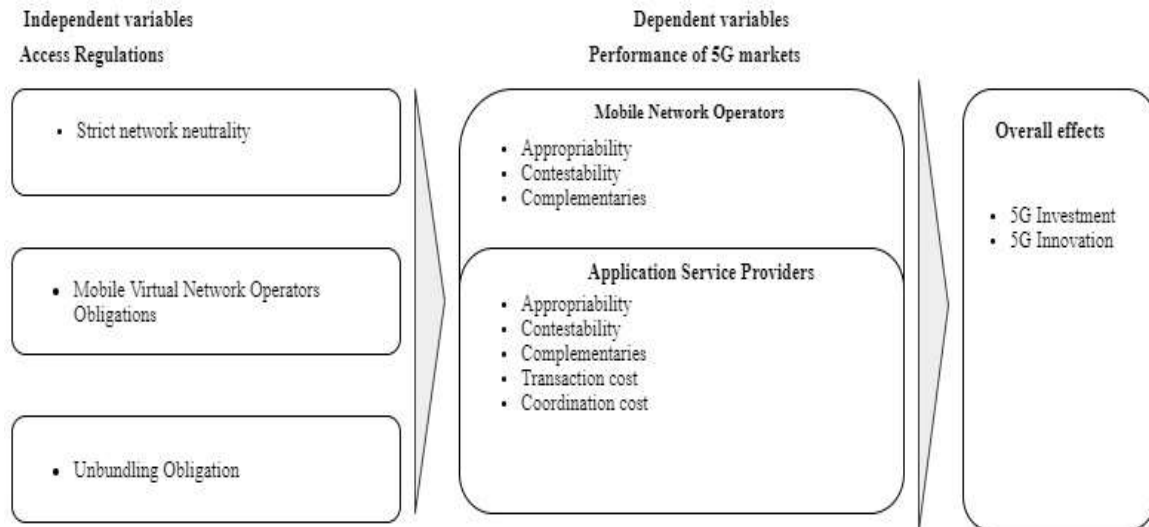 Independent variables
Access Regulations
• Strict network neutrality
• Mobile Virtual Network Operators
Obligations
• Unbundling Obligation
Dependent variables
Performance of 5G markets
Mobile Network Operators
• Appropriability
• Contestability
• Complementaries
Application Service Providers
• Appropriability
• Contestability
• Complementaries
• Transaction cost
• Coordination cost
Overall effects
• 5G Investment
• 5G Innovation